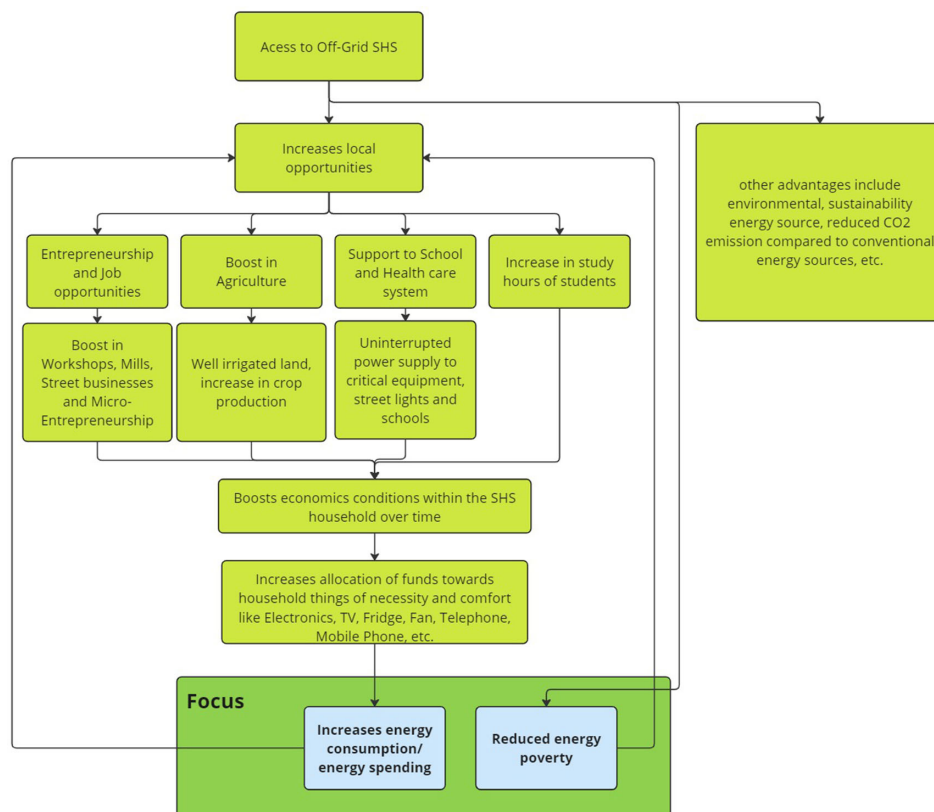 Acess to Off-Grid SHS
Increases local
opportunities
other advantages include
environmental, sustainability
energy source, reduced CO2
emission compared to conventional
energy sources, etc.
Entrepreneurship
and Job
opportunities
Boost in
Agriculture
Support to School
and Health care
system
Increase in study
hours of students
Boost in
Workshops, Mills,
Street businesses
and Micro-
Entrepreneurship
Well irrigated land,
increase in crop
production
Uninterrupted
power supply to
critical equipment,
street lights and
schools
Boosts economics conditions within the SHS
household over time
Increases allocation of funds towards
household things of necessity and comfort
like Electronics, TV, Fridge, Fan, Telephone,
Mobile Phone, etc.
Focus
Increases energy
consumption/
energy spending
Reduced energy
poverty